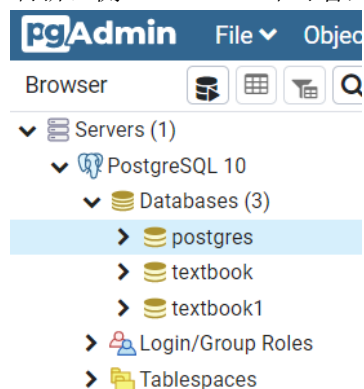 pgAdmin File Objec
Browser
Servers (1)
PostgreSQL 10
Databases (3)
postgres
textbook
textbook1
Login/Group Roles
Tablespaces